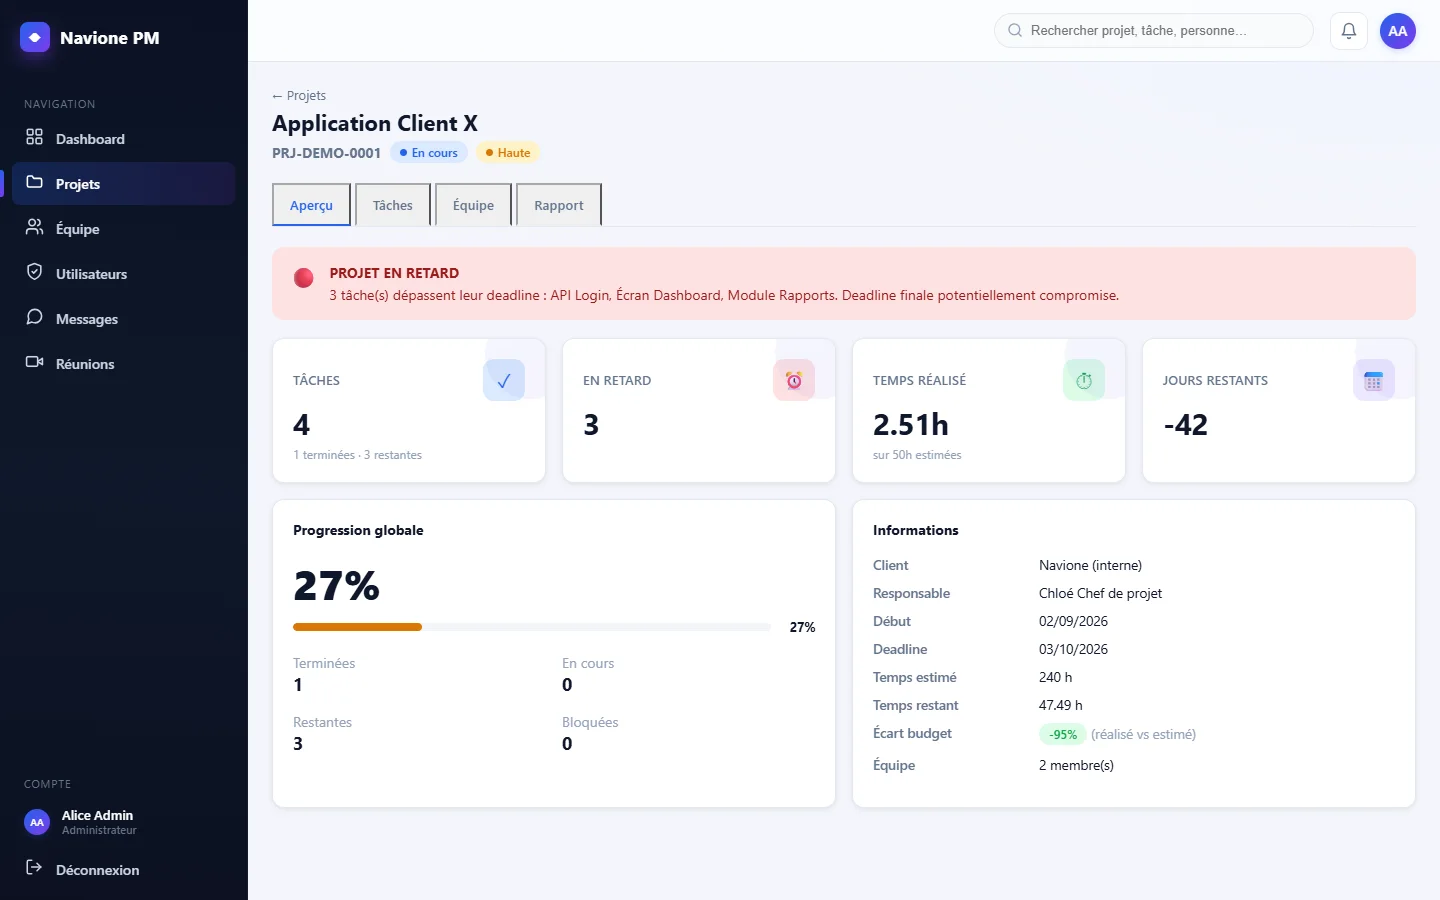 Navione PM
Rechercher projet, tâche, personne...
AA
NAVIGATION
Dashboard
Projets
Équipe
Utilisateurs
Messages
Réunions
← Projets
Application Client X
PRJ-DEMO-0001 En cours Haute
Aperçu Tâches Équipe Rapport
PROJET EN RETARD
3 tâche(s) dépassent leur deadline : API Login, Écran Dashboard, Module Rapports. Deadline finale potentiellement compromise.
TÂCHES
4
1 terminées · 3 restantes
EN RETARD
3
TEMPS RÉALISÉ
2.51h
sur 50h estimées
JOURS RESTANTS
-42
Progression globale
27%
27%
Terminées
1
En cours
0
Restantes
3
Bloquées
0
Informations
Client Navione (interne)
Responsable Chloé Chef de projet
Début 02/09/2026
Deadline 03/10/2026
Temps estimé 240 h
Temps restant 47.49 h
Écart budget -95% (réalisé vs estimé)
Équipe 2 membre(s)
COMPTE
AA
Alice Admin
Administrateur
Déconnexion